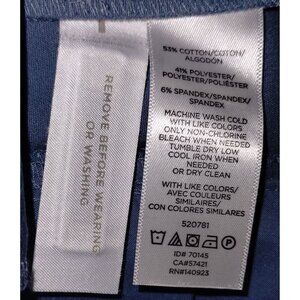 REMOVE BEFORE WEARING
OR WASHING
53% COTTON/COTON/
ALGODÓN
41% POLYESTER/
POLYESTER/POLIÉSTER
6% SPANDEX/SPANDEX/
SPANDEX
MACHINE WASH COLD
WITH LIKE COLORS
ONLY NON-CHLORINE
BLEACH WHEN NEEDED
TUMBLE DRY LOW
COOL IRON WHEN
NEEDED
OR DRY CLEAN
WITH LIKE COLORS/
AVEC COULEURS
SIMILAIRES/
CON COLORES SIMILARES
520781
ID# 70145
CA#57421
RN#140923